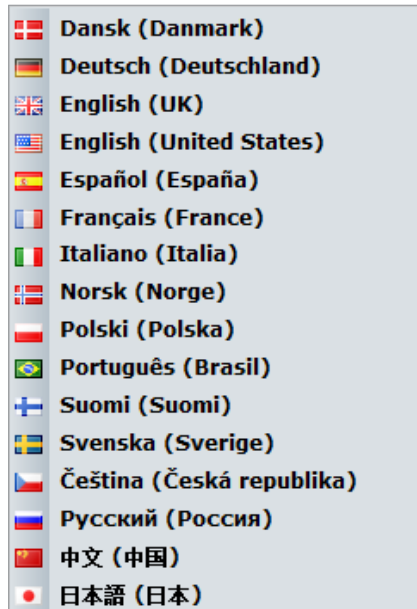 Dansk (Danmark)
Deutsch (Deutschland)
English (UK)
English (United States)
Español (España)
Français (France)
Italiano (Italia)
Norsk (Norge)
Polski (Polska)
Português (Brasil)
Suomi (Suomi)
Svenska (Sverige)
Čeština (Česká republika)
Русский (Россия)
中文 (中国)
日本語 (日本)